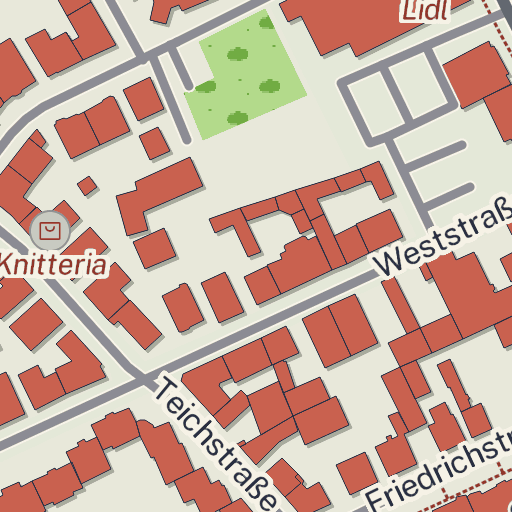 Lidl
Weststraß
Knitteria
Teichstraße
Friedrichstr